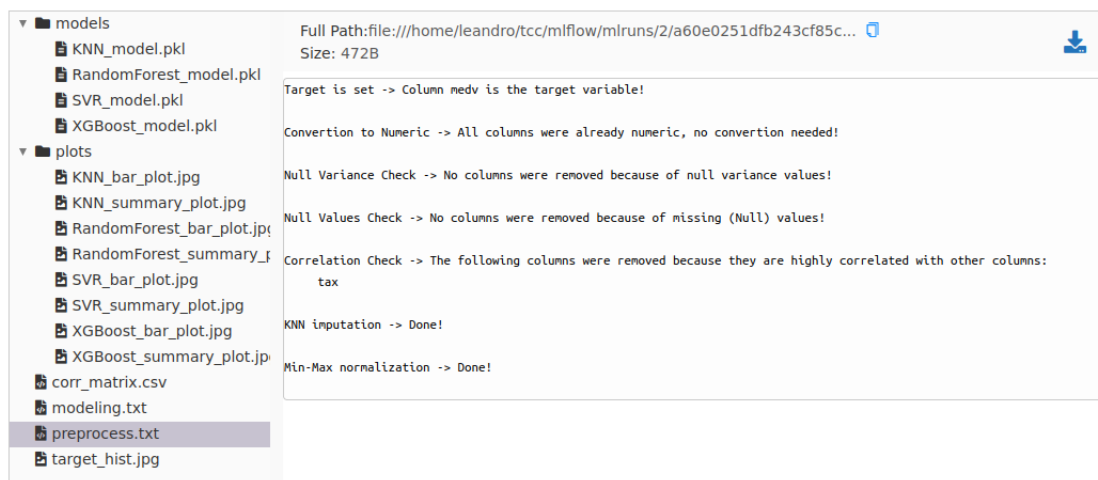 models
KNN_model.pkl
RandomForest_model.pkl
SVR_model.pkl
XGBoost_model.pkl
plots
KNN_bar_plot.jpg
KNN_summary_plot.jpg
RandomForest_bar_plot.jpg
RandomForest_summary_p
SVR_bar_plot.jpg
SVR_summary_plot.jpg
XGBoost_bar_plot.jpg
XGBoost_summary_plot.jp
corr_matrix.csv
modeling.txt
preprocess.txt
target_hist.jpg
Full Path:file:///home/leandro/tcc/mlflow/mlruns/2/a60e0251dfb243cf85c...
Size: 472B
Target is set -> Column medv is the target variable!
Convertion to Numeric -> All columns were already numeric, no convertion needed!
Null Variance Check -> No columns were removed because of null variance values!
Null Values Check -> No columns were removed because of missing (Null) values!
Correlation Check -> The following columns were removed because they are highly correlated with other columns:
tax
KNN imputation -> Done!
Min-Max normalization -> Done!